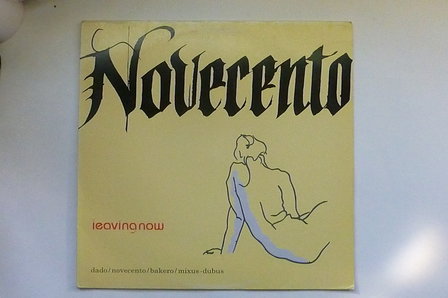 Novecento
leaving now
dado/novecento/bakero/mixus-dubus